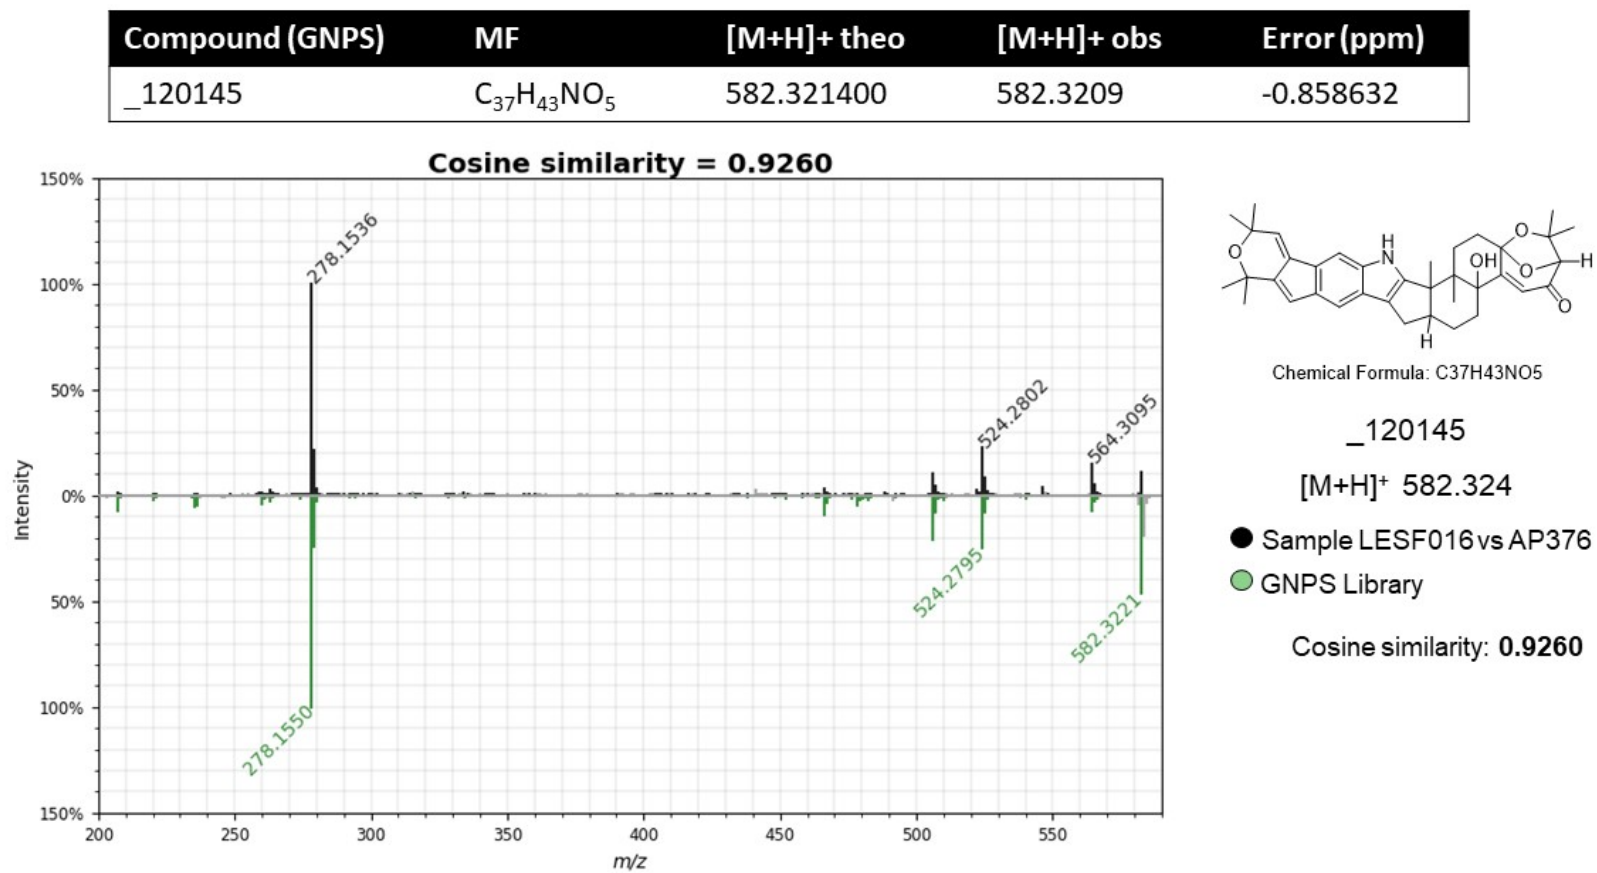 Compound (GNPS) MF [M+H]+ theo [M+H]+ obs Error (ppm)
_120145 C37H43NO5 582.321400 582.3209 -0.858632
Cosine similarity = 0.9260
150%
100%
50%
0%
50%
100%
150%
Intensity
278.1536
524.2802
564.3095
278.1550
524.2795
582.3221
200 250 300 350 400 450 500 550
m/z
O
N
H
OH
O
O
H
O
H
Chemical Formula: C37H43NO5
_120145
[M+H]+ 582.324
Sample LESF016 vs AP376
GNPS Library
Cosine similarity: 0.9260